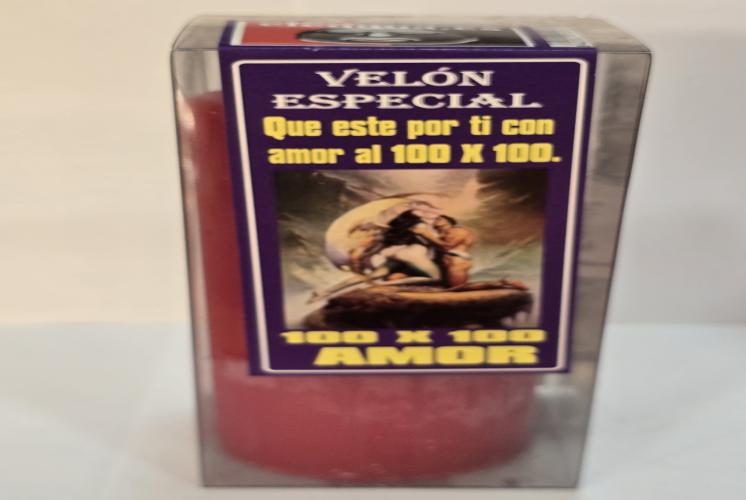 VELÓN
ESPECIAL
Que este por ti con
amor al 100 X 100.
100 X 100
AMOR